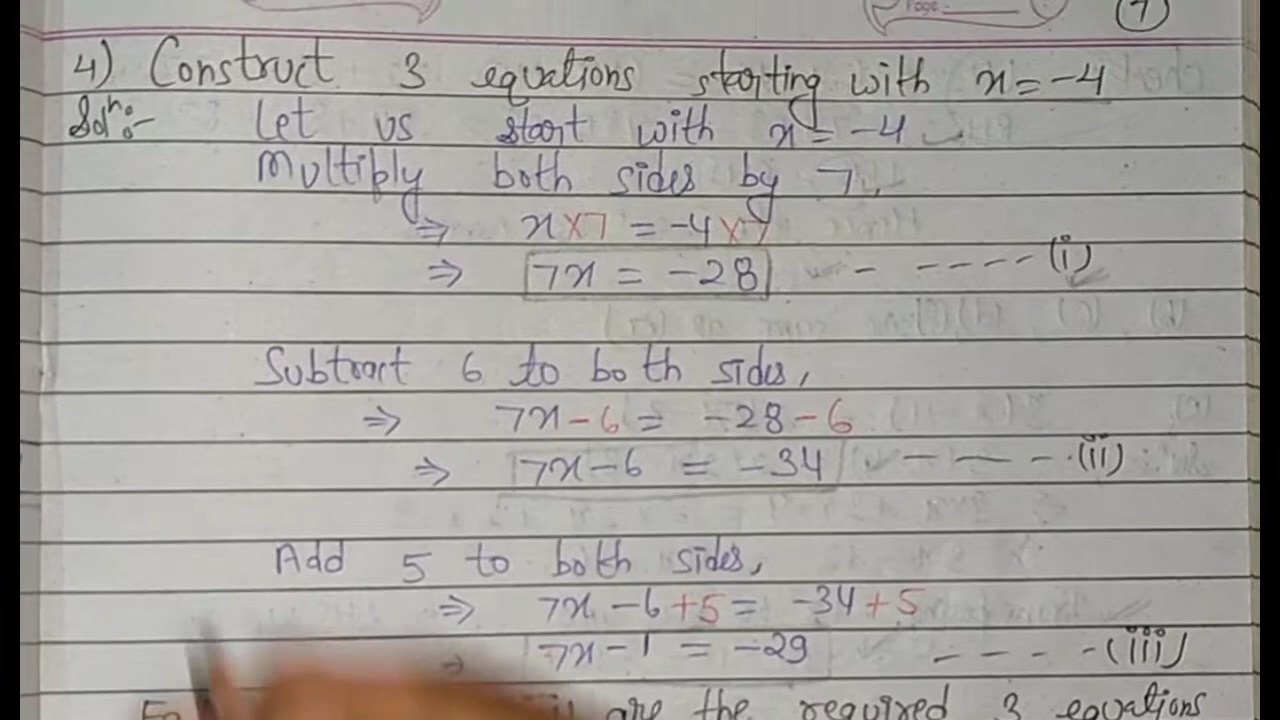 Page:
7
4) Construct 3 equations starting with x = -4
Solⁿ:- Let us start with x = -4
Multiply both sides by 7,
⇒ x×7 = -4×7
⇒ 7x = -28 - ---- (i)
Subtract 6 to both sides,
⇒ 7x - 6 = -28 - 6
⇒ 7x - 6 = -34 - - - - (ii)
Add 5 to both sides,
⇒ 7x - 6 + 5 = -34 + 5
⇒ 7x - 1 = -29 - - - - (iii)
are the required 3 equations